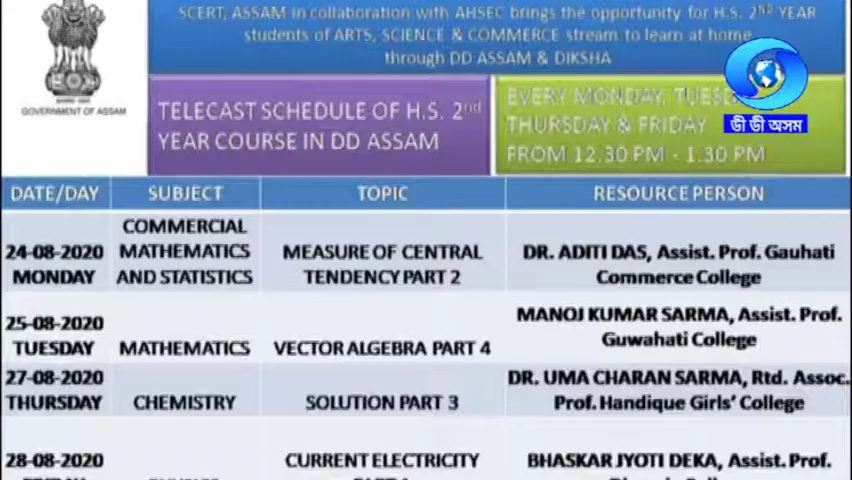 SCERT, ASSAM in collaboration with AHSEC brings the opportunity for H.S. 2ND YEAR
students of ARTS, SCIENCE & COMMERCE stream to learn at home
through DD ASSAM & DIKSHA
GOVERNMENT OF ASSAM
TELECAST SCHEDULE OF H.S. 2nd
YEAR COURSE IN DD ASSAM
EVERY MONDAY, TUESDAY
THURSDAY & FRIDAY
FROM 12.30 PM - 1.30 PM
ডী ডী অসম
DATE/DAY SUBJECT TOPIC RESOURCE PERSON
24-08-2020
MONDAY
COMMERCIAL
MATHEMATICS
AND STATISTICS
MEASURE OF CENTRAL
TENDENCY PART 2
DR. ADITI DAS, Assist. Prof. Gauhati
Commerce College
25-08-2020
TUESDAY
MATHEMATICS
VECTOR ALGEBRA PART 4
MANOJ KUMAR SARMA, Assist. Prof.
Guwahati College
27-08-2020
THURSDAY
CHEMISTRY
SOLUTION PART 3
DR. UMA CHARAN SARMA, Rtd. Assoc.
Prof. Handique Girls' College
28-08-2020
CURRENT ELECTRICITY
BHASKAR JYOTI DEKA, Assist. Prof.